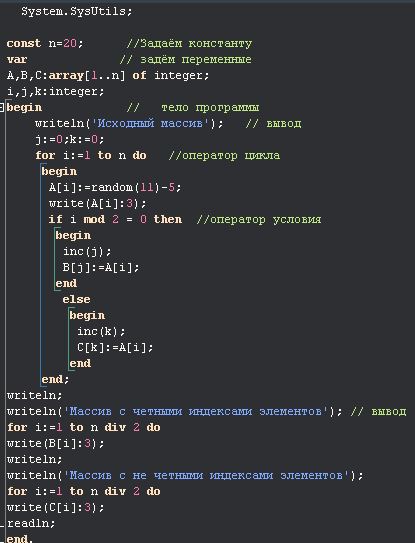 System.SysUtils;
const n=20; //Задаём константу
var // задём переменные
A,B,C:array[1..n] of integer;
i,j,k:integer;
begin // тело программы
writeln('Исходный массив'); // вывод
j:=0;k:=0;
for i:=1 to n do //оператор цикла
begin
A[i]:=random(11)-5;
write(A[i]:3);
if i mod 2 = 0 then //оператор условия
begin
inc(j);
B[j]:=A[i];
end
else
begin
inc(k);
C[k]:=A[i];
end
end;
writeln;
writeln('Массив с четными индексами элементов'); // вывод
for i:=1 to n div 2 do
write(B[i]:3);
writeln;
writeln('Массив с не четными индексами элементов');
for i:=1 to n div 2 do
write(C[i]:3);
readln;
end.